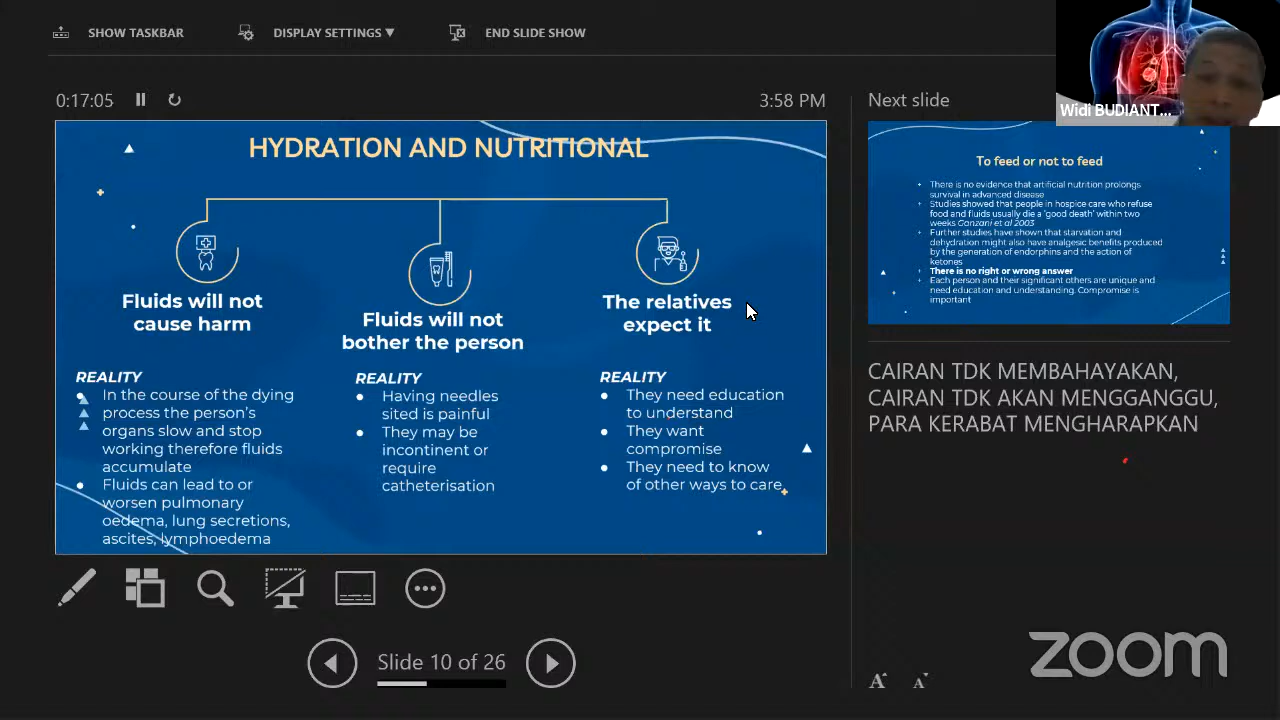 SHOW TASKBAR
DISPLAY SETTINGS ▼
END SLIDE SHOW
Widi BUDIANT...
0:17:05
3:58 PM
Next slide
HYDRATION AND NUTRITIONAL
Fluids will not
cause harm
REALITY
● In the course of the dying
process the person's
organs slow and stop
working therefore fluids
accumulate
● Fluids can lead to or
worsen pulmonary
oedema, lung secretions,
ascites, lymphoedema
Fluids will not
bother the person
REALITY
● Having needles
sited is painful
● They may be
incontinent or
require
catheterisation
The relatives
expect it
REALITY
● They need education
to understand
● They want
compromise
● They need to know
of other ways to care
To feed or not to feed
There is no evidence that artificial nutrition prolongs
survival in advanced disease
Studies showed that people in hospice care who refuse
food and fluids usually die a 'good death' within two
weeks Ganzani et al 2003
Further studies have shown that starvation and
dehydration might also have analgesic benefits produced
by the generation of endorphins and the action of
ketones
There is no right or wrong answer
Each person and their significant others are unique and
need education and understanding. Compromise is
important
CAIRAN TDK MEMBAHAYAKAN,
CAIRAN TDK AKAN MENGGANGGU,
PARA KERABAT MENGHARAPKAN
Slide 10 of 26
A A
zoom